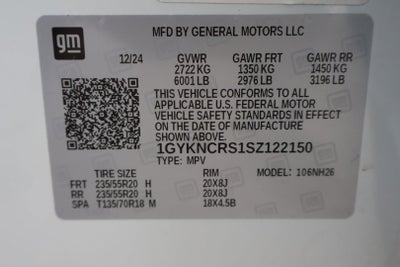 gm
MFD BY GENERAL MOTORS LLC
12/24 GVWR GAWR FRT GAWR RR
2722 KG 1350 KG 1450 KG
6001 LB 2976 LB 3196 LB
THIS VEHICLE CONFORMS TO ALL
APPLICABLE U.S. FEDERAL MOTOR
VEHICLE SAFETY STANDARDS IN EFFECT
ON THE DATE OF MANUFACTURE
1GYKNCRS1SZ122150
TYPE: MPV
TIRE SIZE RIM MODEL: 106NH26
FRT 235/55R20 H 20X8J
RR 235/55R20 H 20X8J
SPA T135/70R18 M 18X4.5B